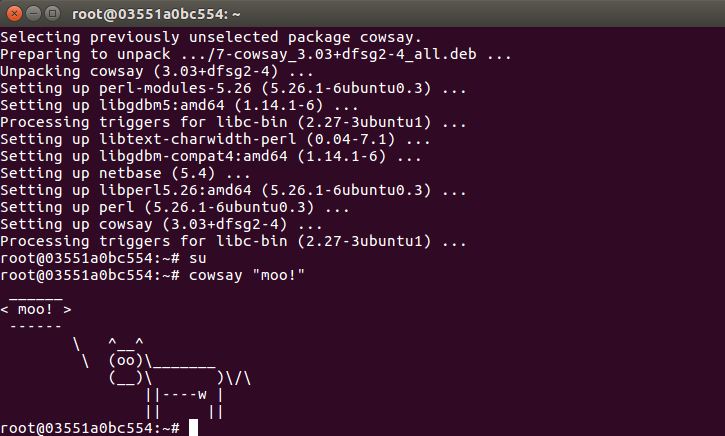 root@03551a0bc554: ~
Selecting previously unselected package cowsay.
Preparing to unpack .../7-cowsay_3.03+dfsg2-4_all.deb ...
Unpacking cowsay (3.03+dfsg2-4) ...
Setting up perl-modules-5.26 (5.26.1-6ubuntu0.3) ...
Setting up libgdbm5:amd64 (1.14.1-6) ...
Processing triggers for libc-bin (2.27-3ubuntu1) ...
Setting up libtext-charwidth-perl (0.04-7.1) ...
Setting up libgdbm-compat4:amd64 (1.14.1-6) ...
Setting up netbase (5.4) ...
Setting up libperl5.26:amd64 (5.26.1-6ubuntu0.3) ...
Setting up perl (5.26.1-6ubuntu0.3) ...
Setting up cowsay (3.03+dfsg2-4) ...
Processing triggers for libc-bin (2.27-3ubuntu1) ...
root@03551a0bc554:~# su
root@03551a0bc554:~# cowsay "moo!"
 ______
< moo! >
 ------
        \   ^__^
         \  (oo)\_______
            (__)\       )\/\
                ||----w |
                ||     ||
root@03551a0bc554:~#